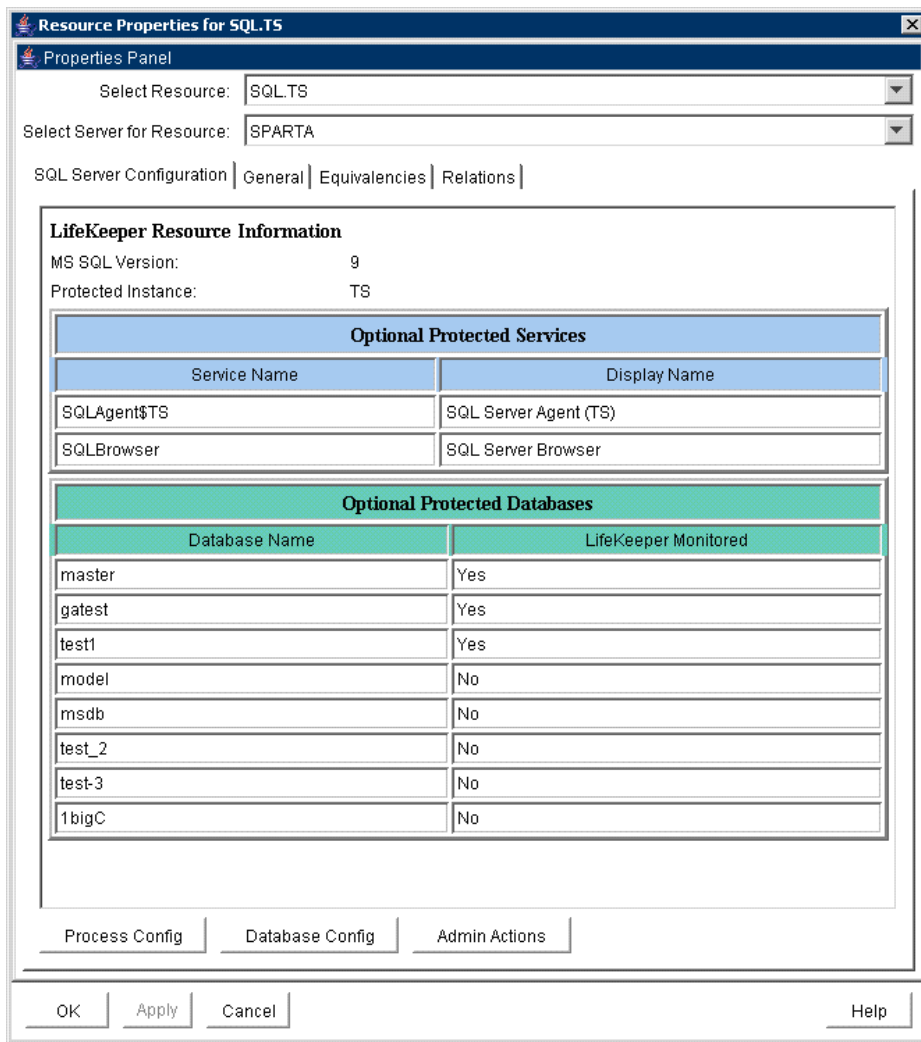 Resource Properties for SQL.TS
Properties Panel
Select Resource: SQL.TS
Select Server for Resource: SPARTA
SQL Server Configuration General Equivalencies Relations
LifeKeeper Resource Information
MS SQL Version: 9
Protected Instance: TS
Optional Protected Services
Service Name Display Name
SQLAgent$TS SQL Server Agent (TS)
SQLBrowser SQL Server Browser
Optional Protected Databases
Database Name LifeKeeper Monitored
master Yes
gatest Yes
test1 Yes
model No
msdb No
test_2 No
test-3 No
1bigC No
Process Config Database Config Admin Actions
OK Apply Cancel Help